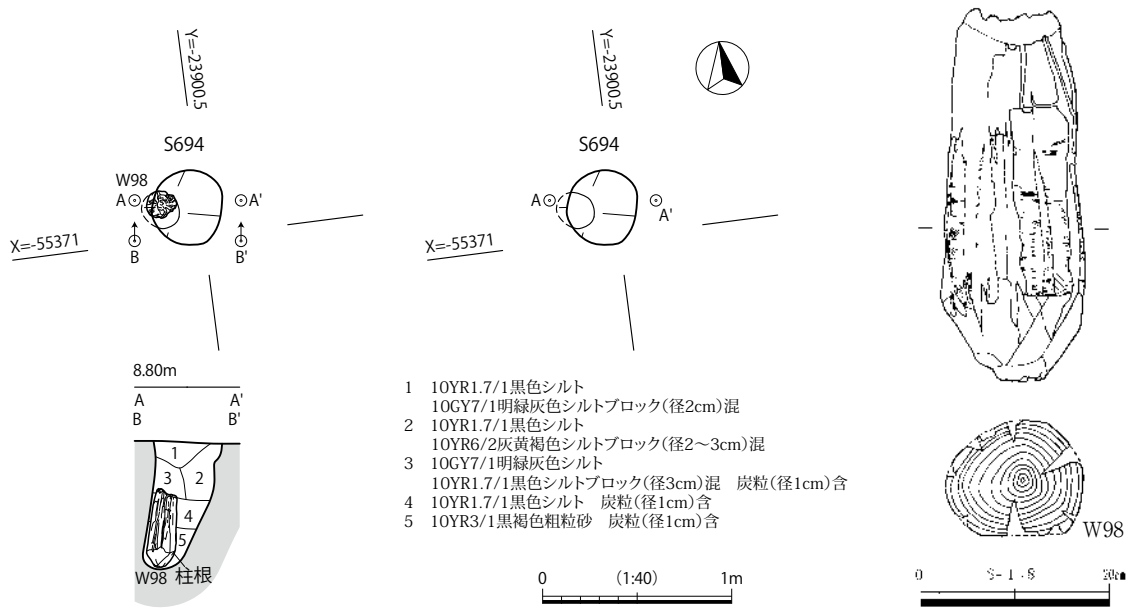 Y=-23900.5
S694
W98
A
A'
X=-55371
B
B'
Y=-23900.5
S694
A
A'
X=-55371
8.80m
A A'
B B'
1
3 2
4
5
W98 柱根
1 10YR1.7/1黒色シルト
10GY7/1明緑灰色シルトブロック(径2cm)混
2 10YR1.7/1黒色シルト
10YR6/2灰黄褐色シルトブロック(径2〜3cm)混
3 10GY7/1明緑灰色シルト
10YR1.7/1黒色シルトブロック(径3cm)混 炭粒(径1cm)含
4 10YR1.7/1黒色シルト 炭粒(径1cm)含
5 10YR3/1黒褐色粗粒砂 炭粒(径1cm)含
0 (1:40) 1m
W98
0 20